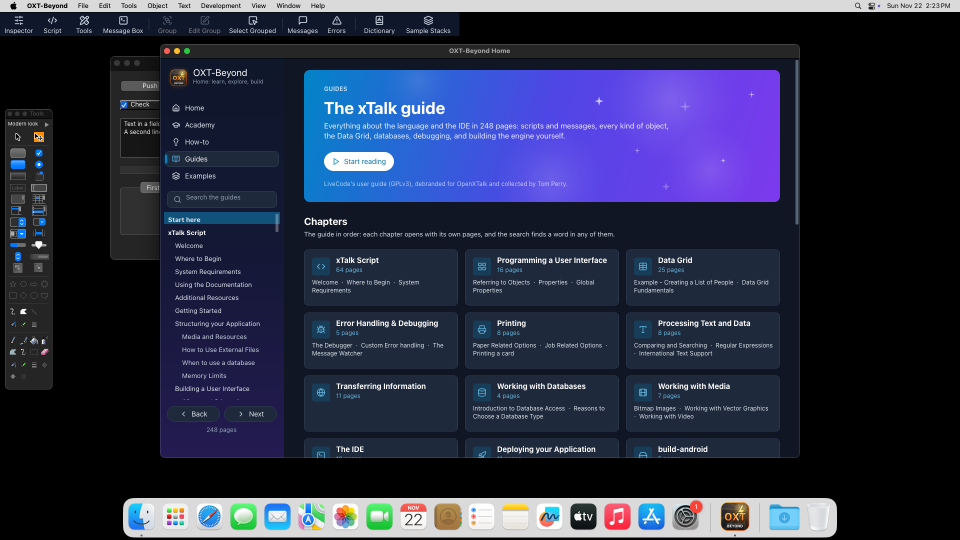 OXT-Beyond File Edit Tools Object Text Development View Window Help
Sun Nov 22 2:23 PM
Inspector Script Tools Message Box Group Edit Group Select Grouped Messages Errors Dictionary Sample Stacks
OXT-Beyond Home
OXT-Beyond
Home: learn, explore, build
Home
Academy
How-to
Guides
Examples
Search the guides
Start here
xTalk Script
Welcome
Where to Begin
System Requirements
Using the Documentation
Additional Resources
Getting Started
Structuring your Application
Media and Resources
How to Use External Files
When to use a database
Memory Limits
Building a User Interface
Back Next
248 pages
GUIDES
The xTalk guide
Everything about the language and the IDE in 248 pages: scripts and messages, every kind of object,
the Data Grid, databases, debugging, and building the engine yourself.
Start reading
LiveCode's user guide (GPLv3), debranded for OpenXTalk and collected by Tom Perry.
Chapters
The guide in order: each chapter opens with its own pages, and the search finds a word in any of them.
xTalk Script
64 pages
Welcome · Where to Begin · System
Requirements
Programming a User Interface
16 pages
Referring to Objects · Properties · Global
Properties
Data Grid
25 pages
Example - Creating a List of People · Data Grid
Fundamentals
Error Handling & Debugging
5 pages
The Debugger · Custom Error handling · The
Message Watcher
Printing
8 pages
Paper Related Options · Job Related Options ·
Printing a card
Processing Text and Data
8 pages
Comparing and Searching · Regular Expressions
· International Text Support
Transferring Information
11 pages
Working with Databases
4 pages
Introduction to Database Access · Reasons to
Choose a Database Type
Working with Media
7 pages
Bitmap Images · Working with Vector Graphics
· Working with Video
The IDE
Deploying your Application
build-android
Push
Check
Text in a fiel
A second lin
First
Tools
Modern look
Label
NOV
22
tv
1
OXT
BEYOND